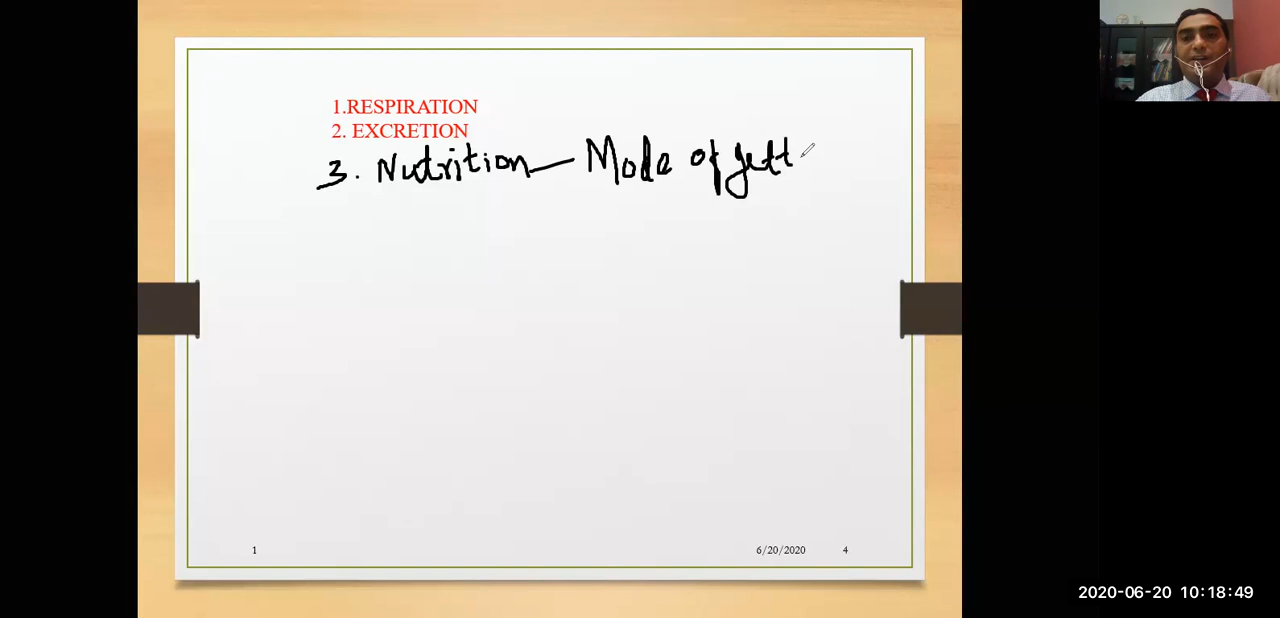 1.RESPIRATION
2. EXCRETION
3. Nutrition — Mode of gett
1
6/20/2020
4
2020-06-20 10:18:49